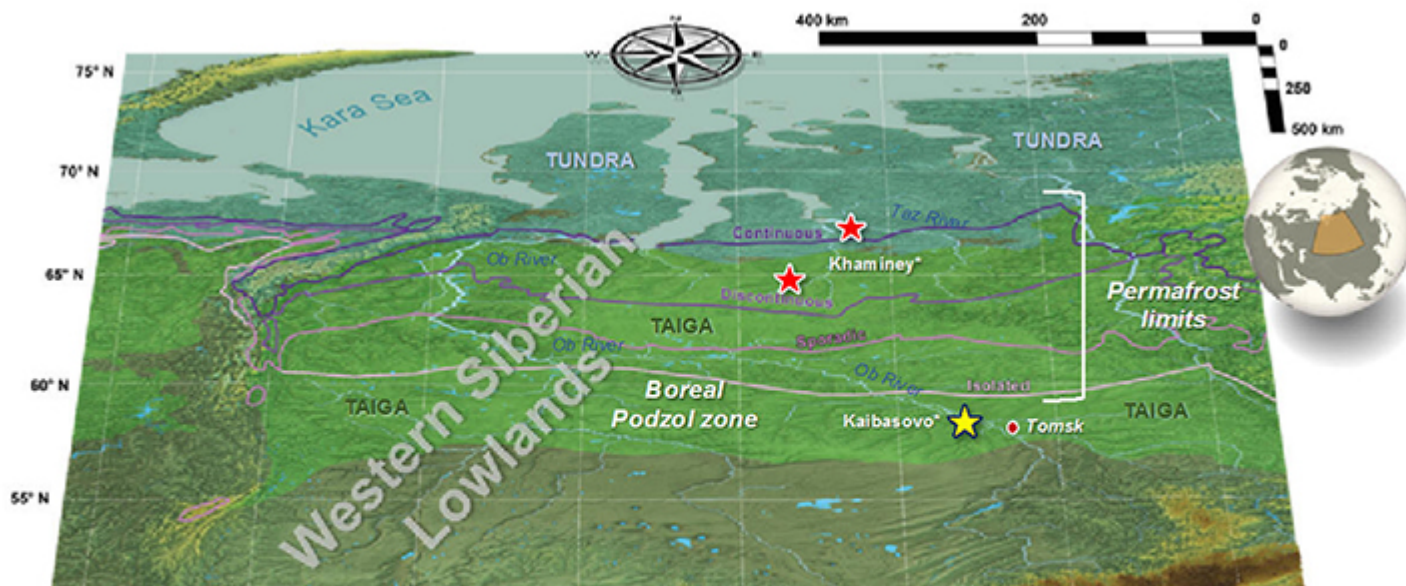 400 km
200
0
0
250
500 km
N
W
E
S
75° N
70° N
65° N
60° N
55° N
Kara Sea
TUNDRA
TUNDRA
Taz River
Continuous
Khaminey*
Ob River
Discontinuous
Permafrost
limits
TAIGA
Sporadic
Ob River
Ob River
Isolated
Boreal
Podzol zone
TAIGA
TAIGA
Kaibasovo*
Tomsk
Western Siberian
Lowlands